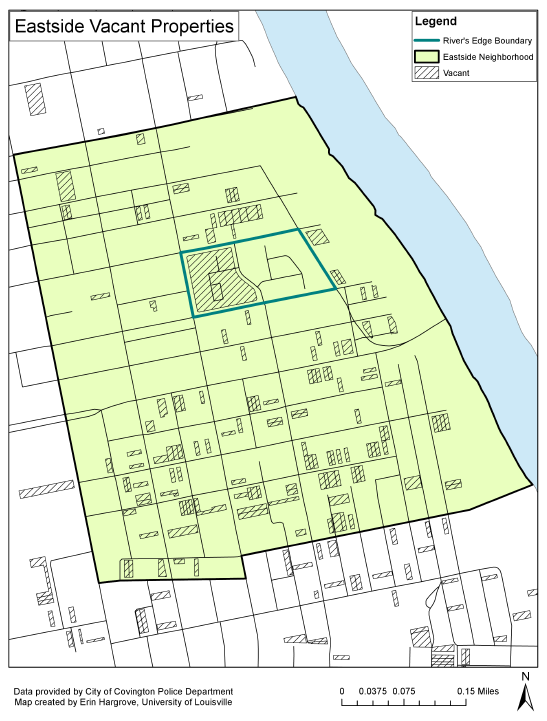 Eastside Vacant Properties
Legend
River's Edge Boundary
Eastside Neighborhood
Vacant
Data provided by City of Covington Police Department
Map created by Erin Hargrove, University of Louisville
0 0.0375 0.075 0.15 Miles
N